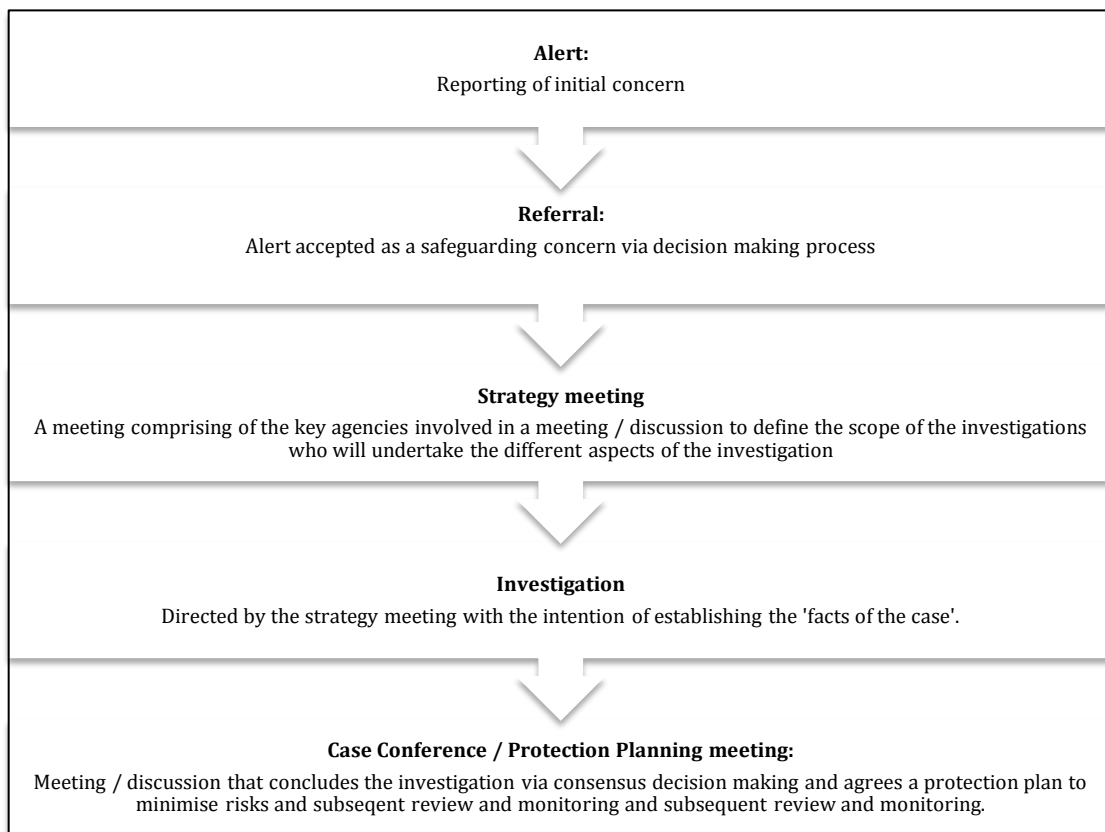 Alert:
Reporting of initial concern
Referral:
Alert accepted as a safeguarding concern via decision making process
Strategy meeting
A meeting comprising of the key agencies involved in a meeting / discussion to define the scope of the investigations
who will undertake the different aspects of the investigation
Investigation
Directed by the strategy meeting with the intention of establishing the 'facts of the case'.
Case Conference / Protection Planning meeting:
Meeting / discussion that concludes the investigation via consensus decision making and agrees a protection plan to
minimise risks and subseqent review and monitoring and subsequent review and monitoring.